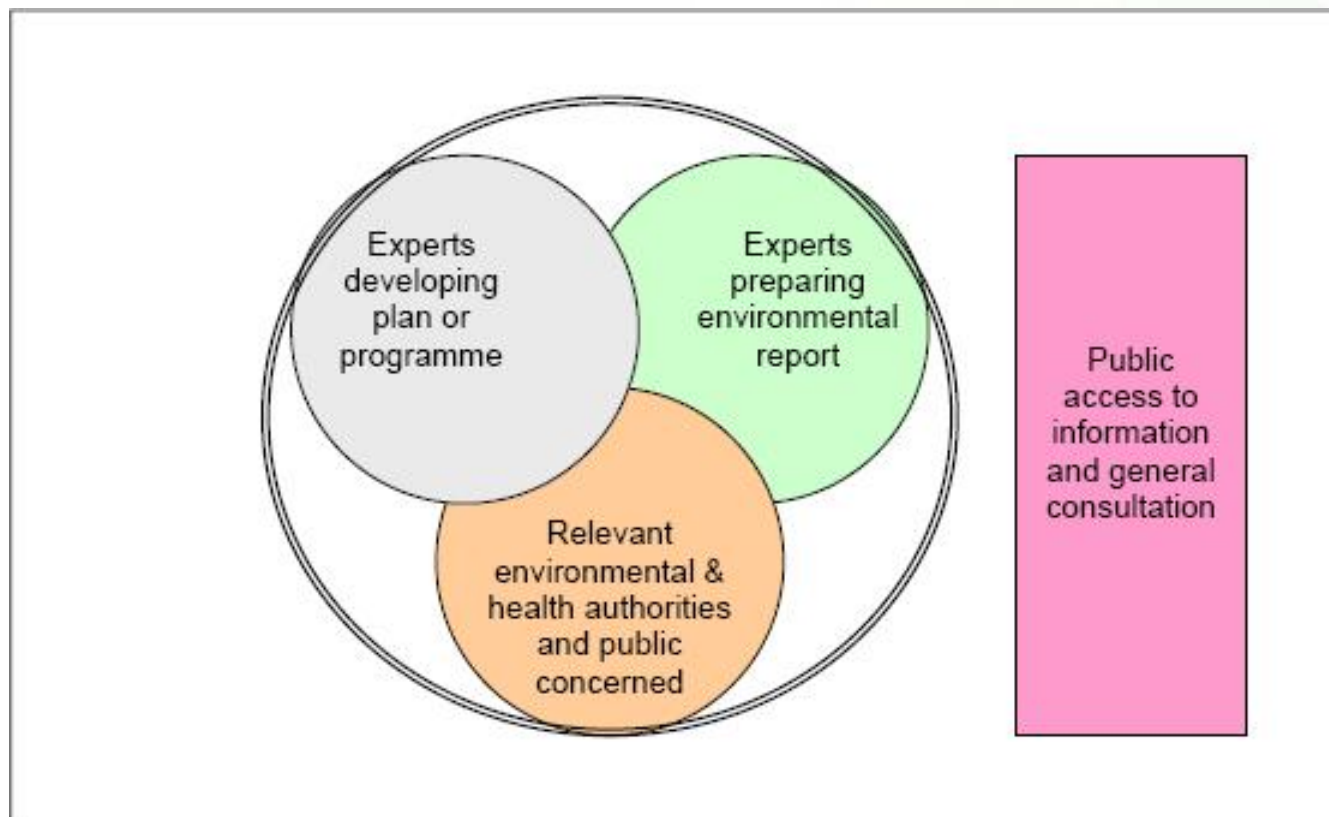 Experts
developing
plan or
programme
Experts
preparing
environmental
report
Relevant
environmental &
health authorities
and public
concerned
Public
access to
information
and general
consultation